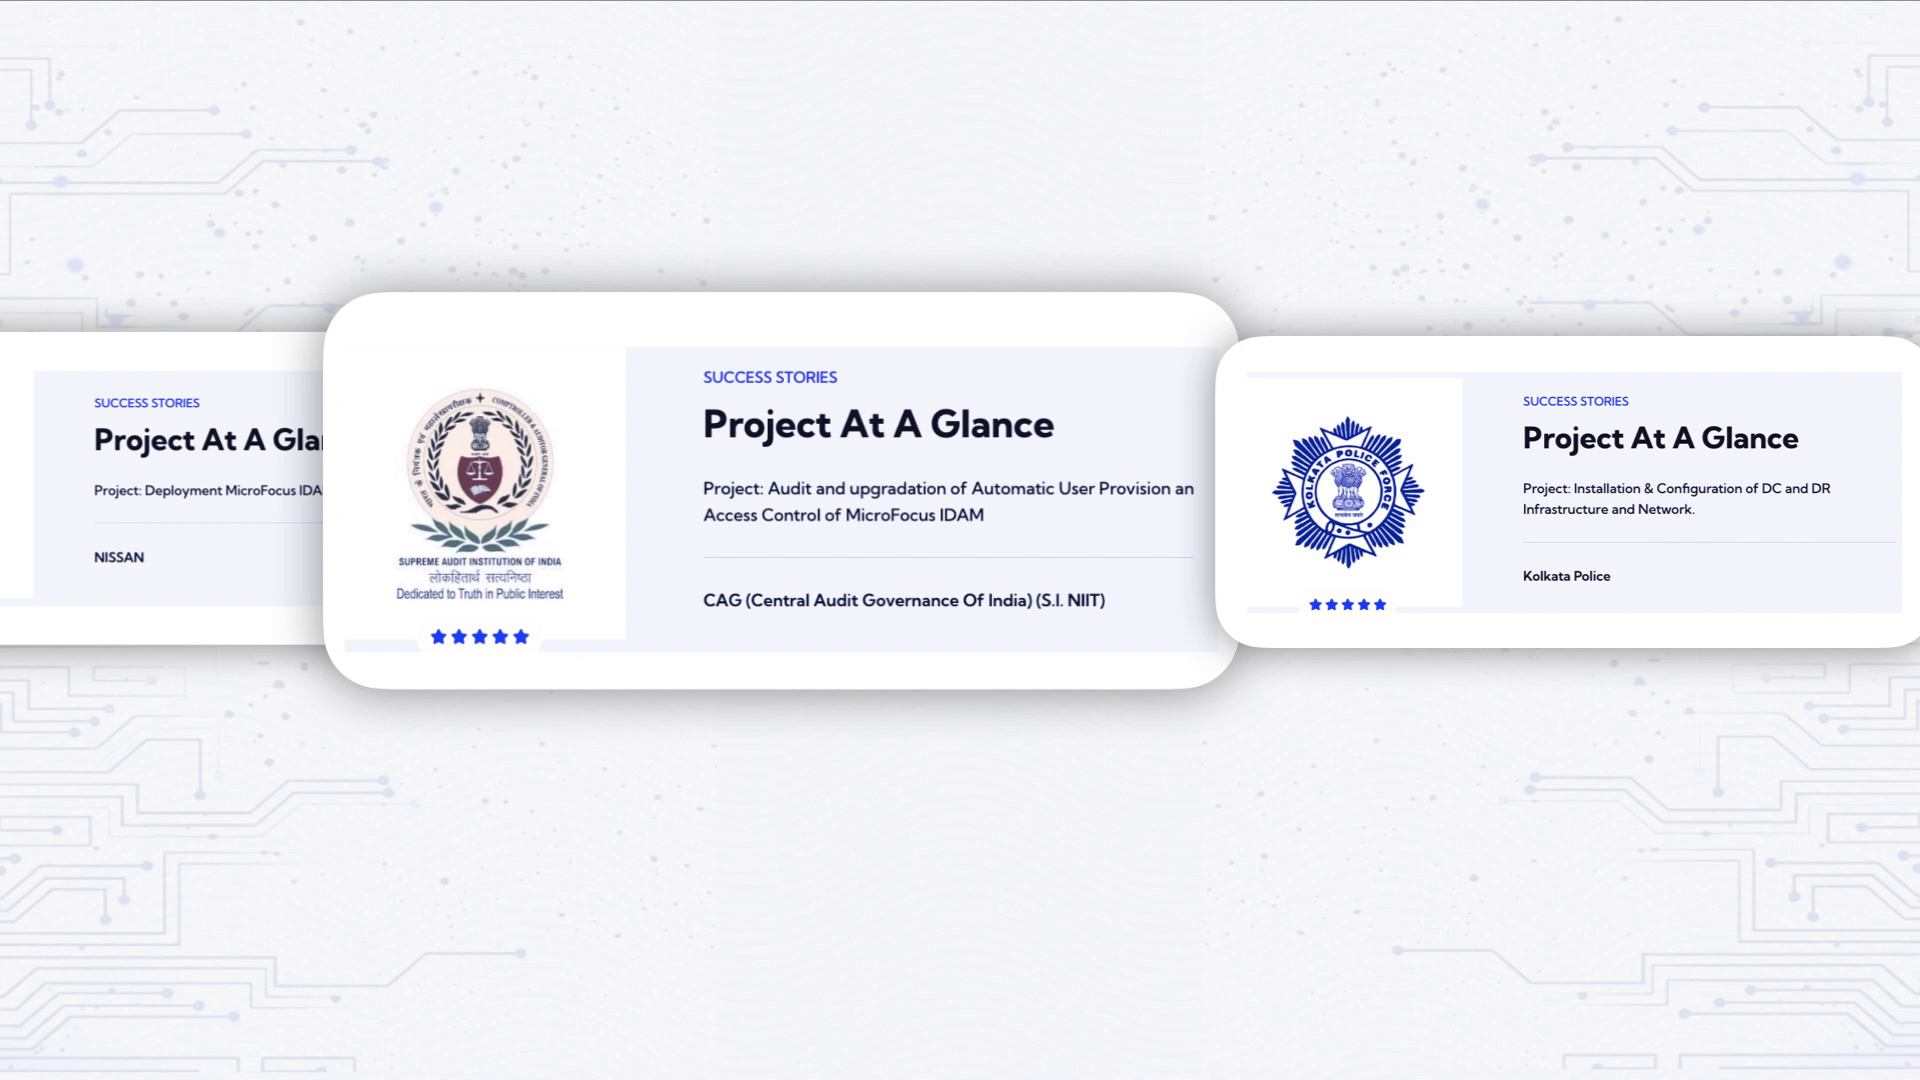 SUCCESS STORIES
Project At A Gla
Project: Deployment MicroFocus IDA
NISSAN
COMPTROLLER & AUDITOR GENERAL OF INDIA
SUPREME AUDIT INSTITUTION OF INDIA
लोकहितार्थ सत्यनिष्ठा
Dedicated to Truth in Public Interest
SUCCESS STORIES
Project At A Glance
Project: Audit and upgradation of Automatic User Provision an
Access Control of MicroFocus IDAM
CAG (Central Audit Governance Of India) (S.I. NIIT)
KOLKATA POLICE FORCE
SUCCESS STORIES
Project At A Glance
Project: Installation & Configuration of DC and DR
Infrastructure and Network.
Kolkata Police